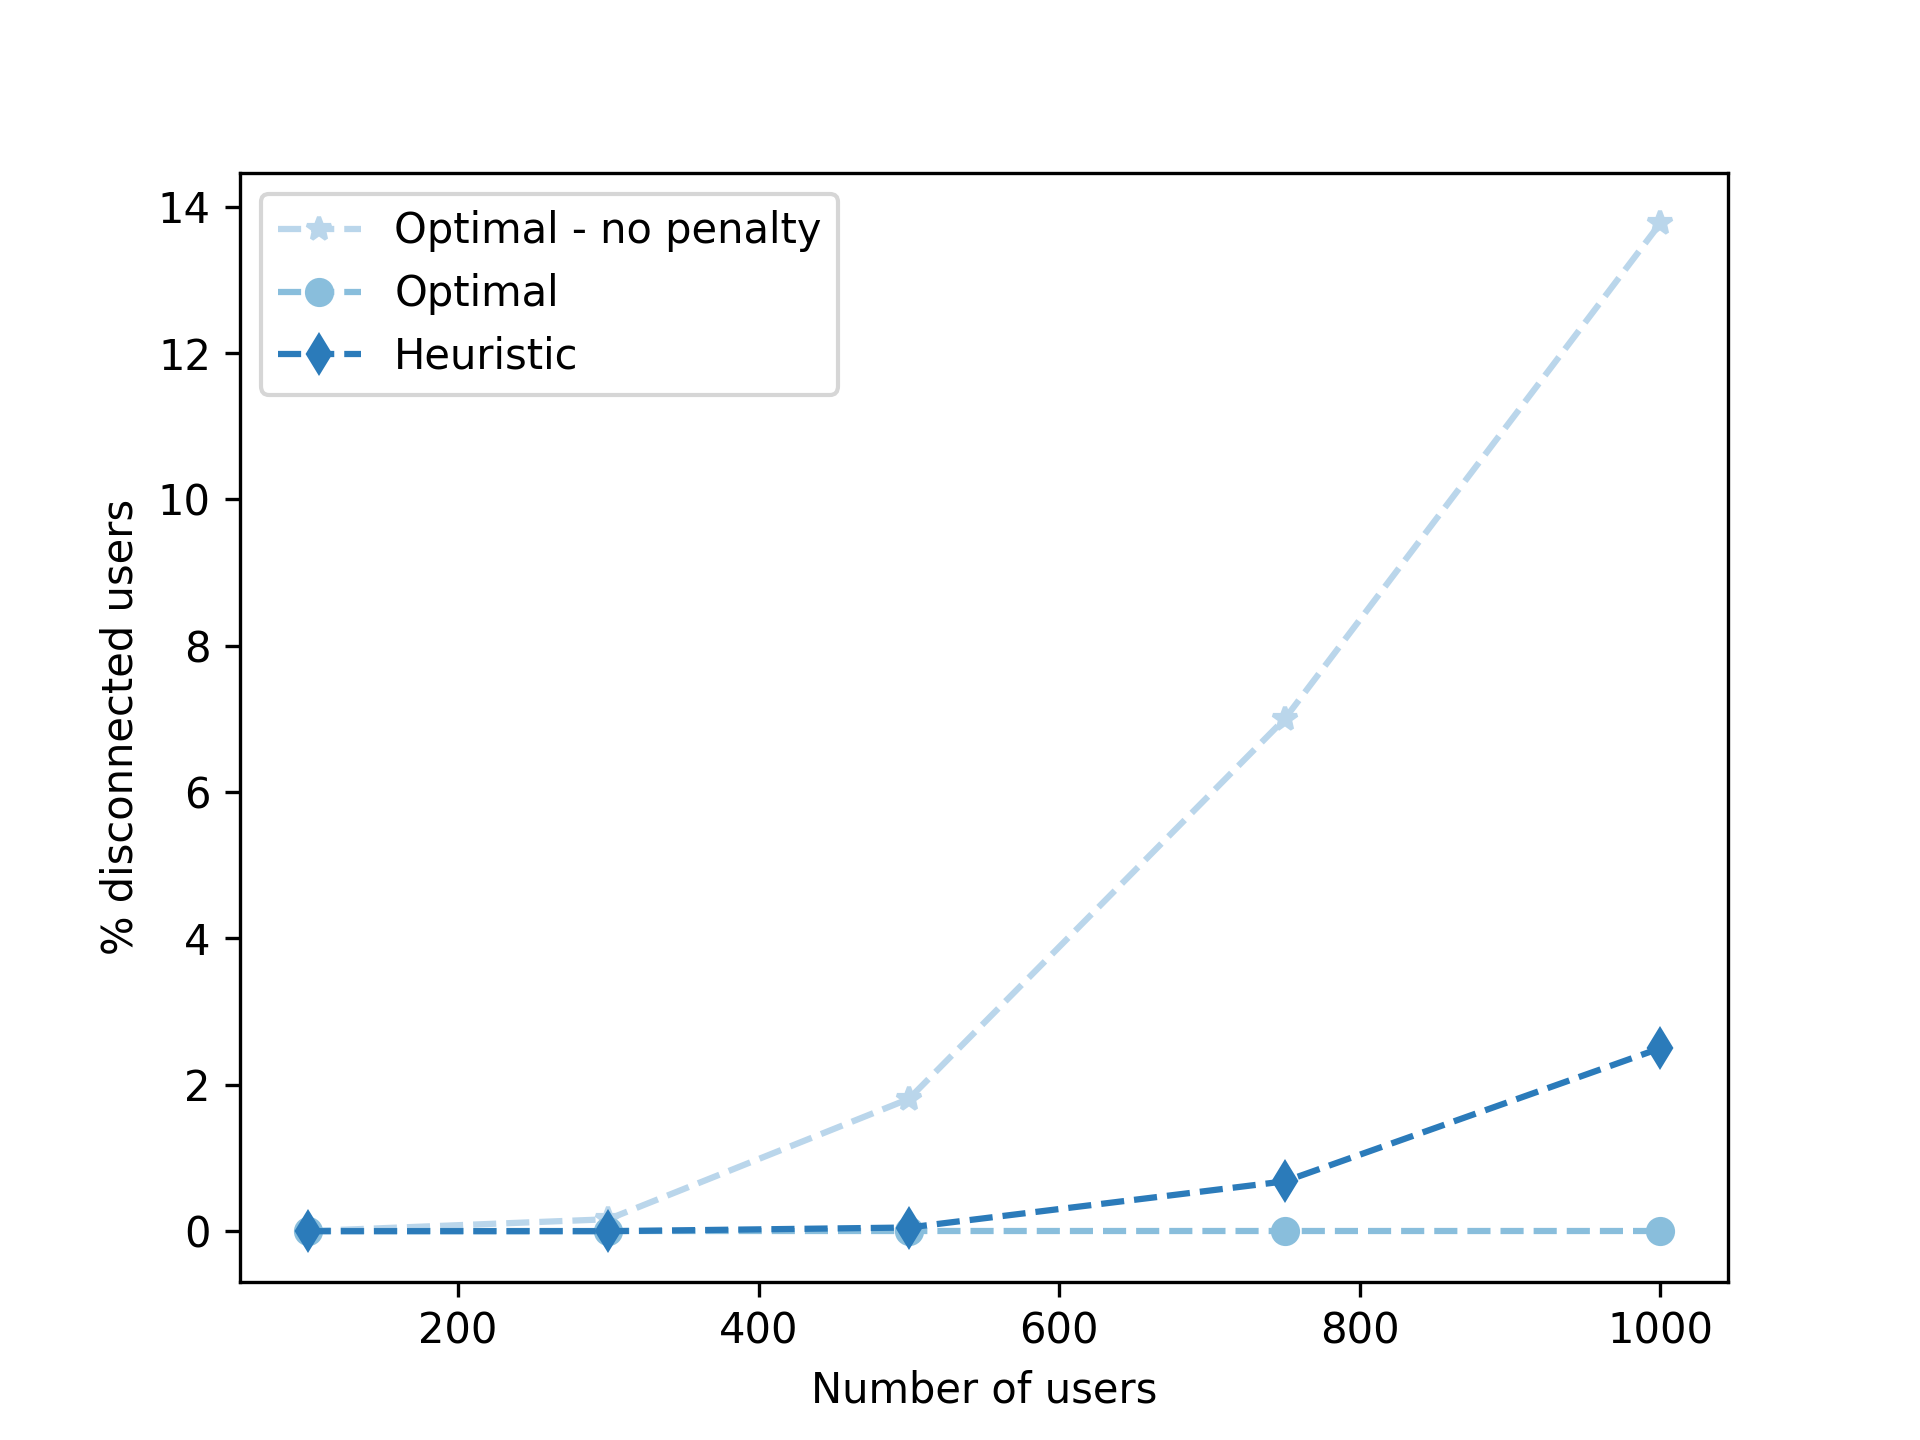 Optimal - no penalty
Optimal
Heuristic
% disconnected users
14
12
10
8
6
4
2
0
200 400 600 800 1000
Number of users